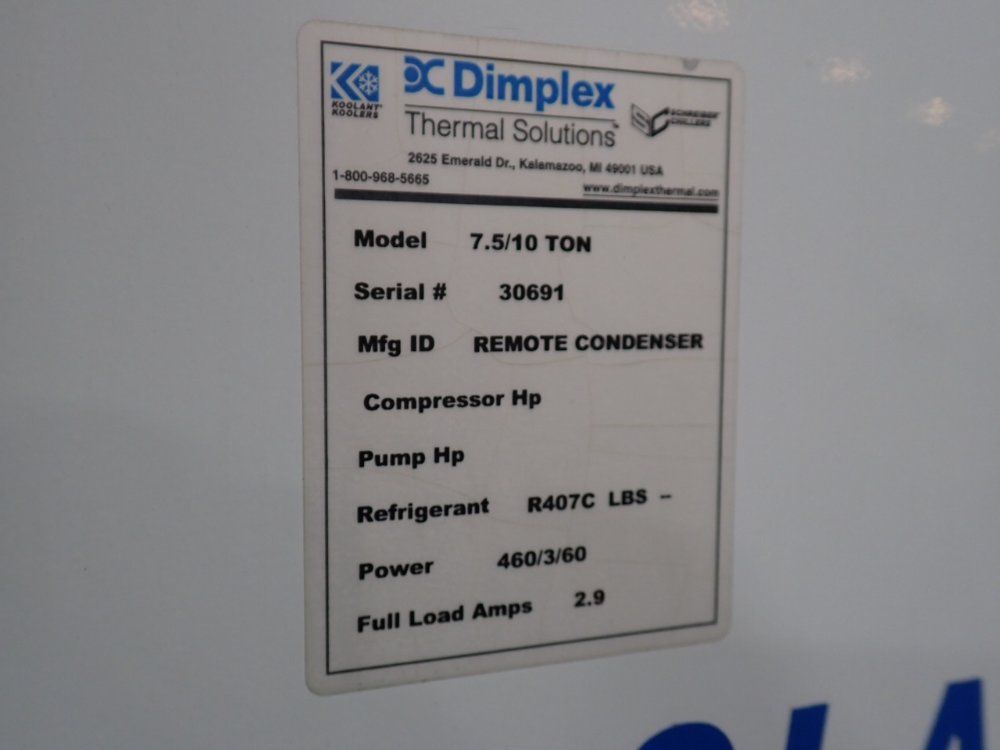 KOOLANT
KOOLERS
Dimplex
Thermal Solutions
SCHREIBER
CHILLERS
2625 Emerald Dr., Kalamazoo, MI 49001 USA
1-800-968-5665
www.dimplexthermal.com
Model 7.5/10 TON
Serial # 30691
Mfg ID REMOTE CONDENSER
Compressor Hp
Pump Hp
Refrigerant R407C LBS –
Power 460/3/60
Full Load Amps 2.9